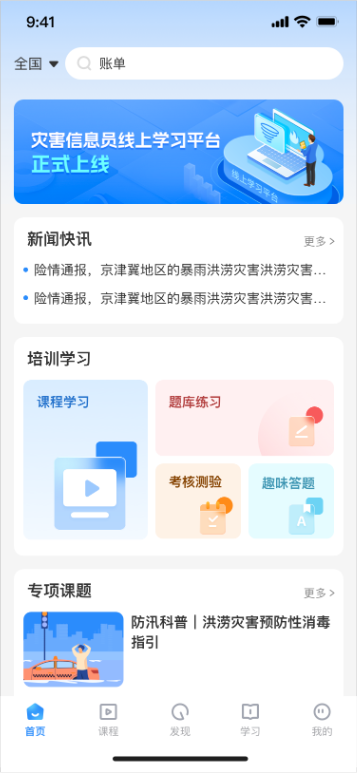 9:41
全国
账单
灾害信息员线上学习平台
正式上线
线上学习平台
新闻快讯
更多
险情通报，京津冀地区的暴雨洪涝灾害洪涝灾害...
险情通报，京津冀地区的暴雨洪涝灾害洪涝灾害...
培训学习
课程学习
题库练习
考核测验
趣味答题
A
专项课题
更多
防汛科普｜洪涝灾害预防性消毒
指引
首页
课程
发现
学习
我的